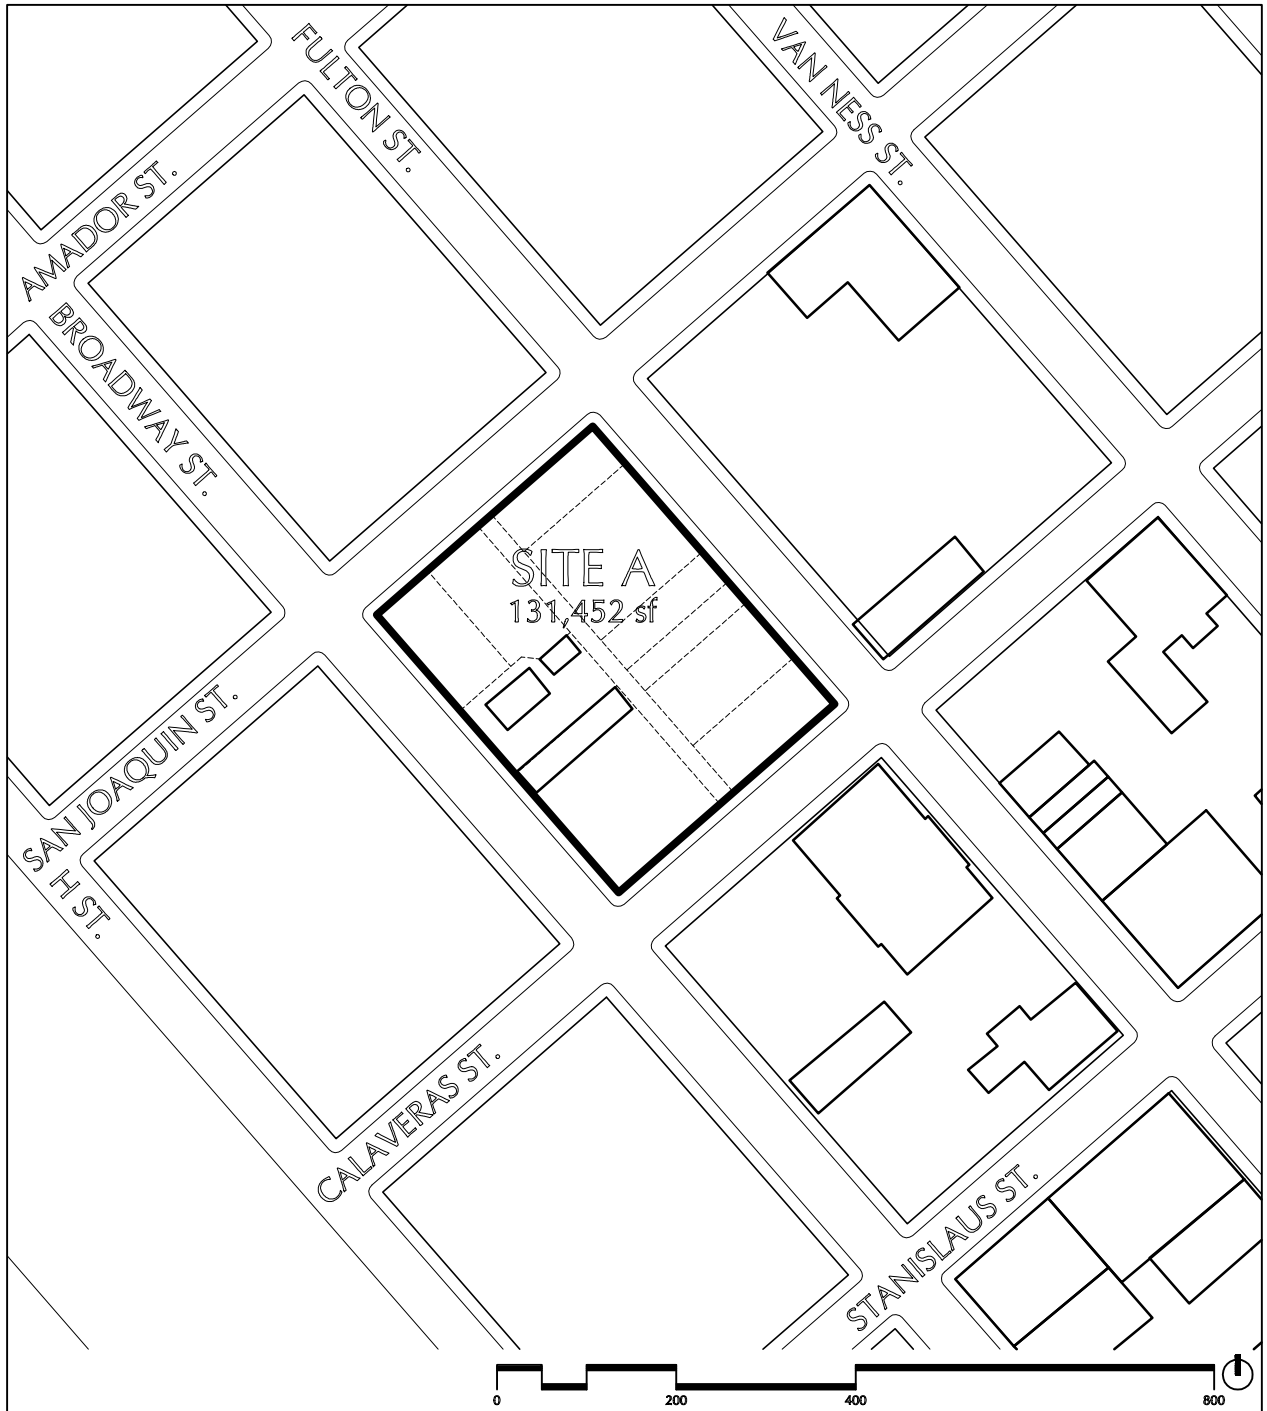 FULTON ST.
VAN NESS ST.
AMADOR ST.
BROADWAY ST.
SITE A
131,452 sf
SAN JOAQUIN ST.
H ST.
CALAVERAS ST.
STANISLAUS ST.
0 200 400 800